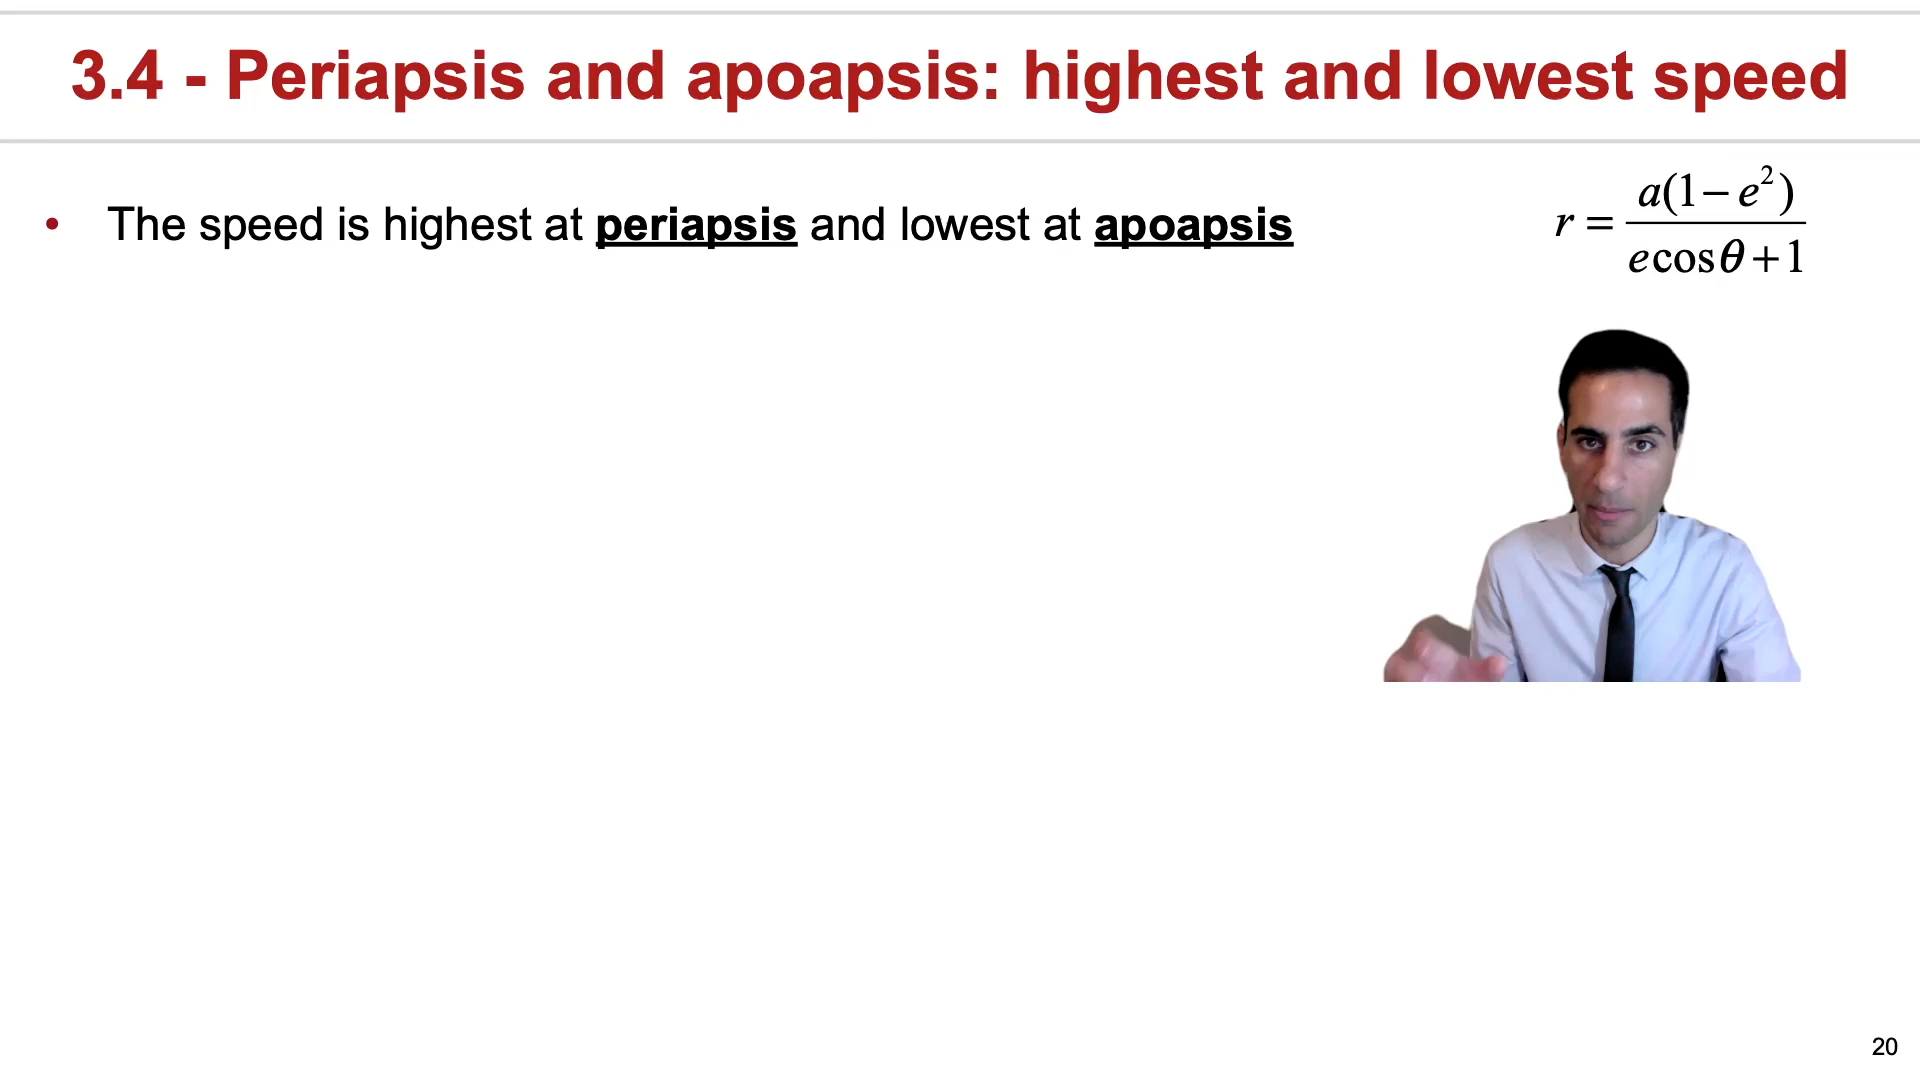 3.4 - Periapsis and apoapsis: highest and lowest speed
• The speed is highest at periapsis and lowest at apoapsis
r = a(1 − e²) / (e cos θ + 1)
20